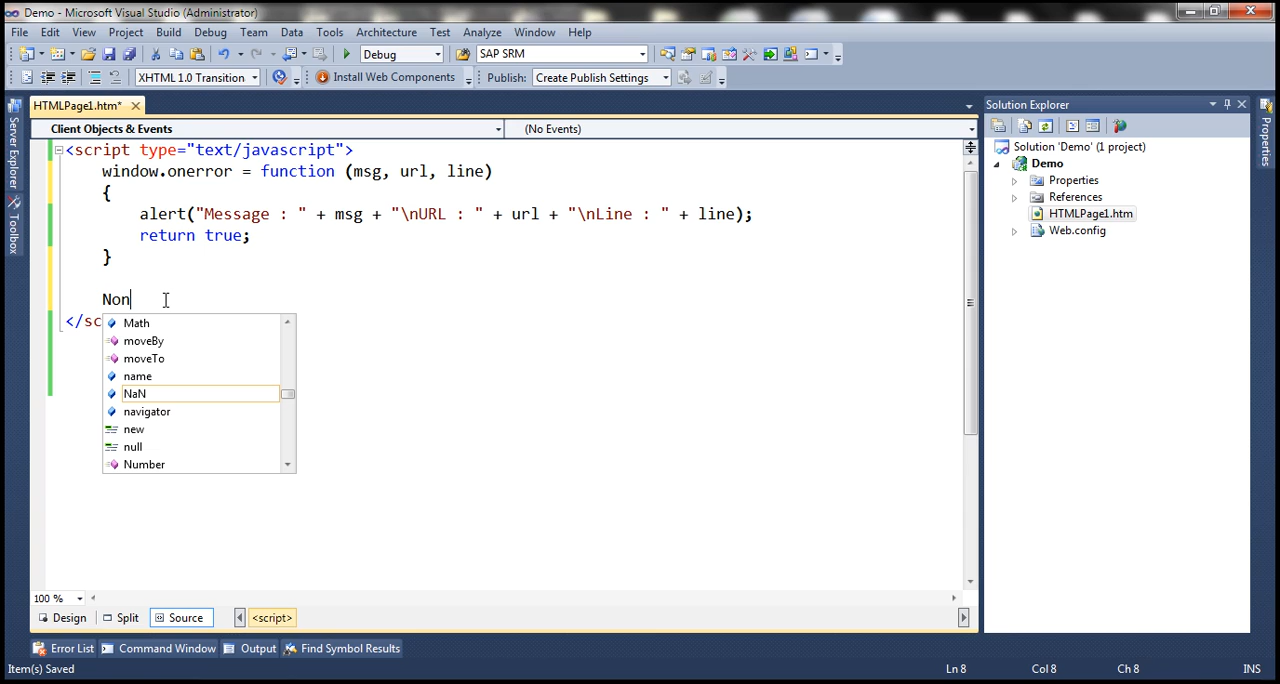 Demo - Microsoft Visual Studio (Administrator)
File Edit View Project Build Debug Team Data Tools Architecture Test Analyze Window Help
Debug SAP SRM
XHTML 1.0 Transition Install Web Components Publish: Create Publish Settings
HTMLPage1.htm*
Client Objects & Events (No Events)
<script type="text/javascript">
window.onerror = function (msg, url, line)
{
alert("Message : " + msg + "\nURL : " + url + "\nLine : " + line);
return true;
}
Non
</sc
Math
moveBy
moveTo
name
NaN
navigator
new
null
Number
100 %
Design Split Source <script>
Server Explorer
Toolbox
Solution Explorer
Solution 'Demo' (1 project)
Demo
Properties
References
HTMLPage1.htm
Web.config
Properties
Error List Command Window Output Find Symbol Results
Item(s) Saved Ln 8 Col 8 Ch 8 INS